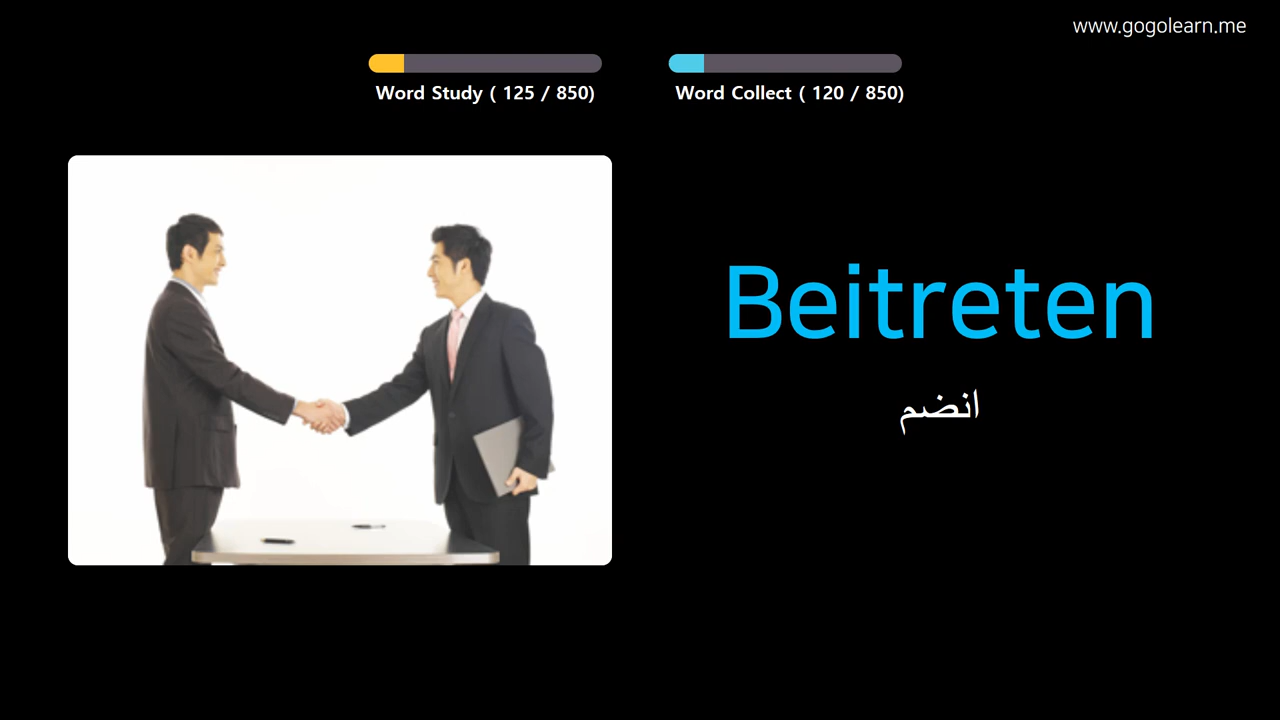 www.gogolearn.me
Word Study ( 125 / 850)
Word Collect ( 120 / 850)
Beitreten
انضم